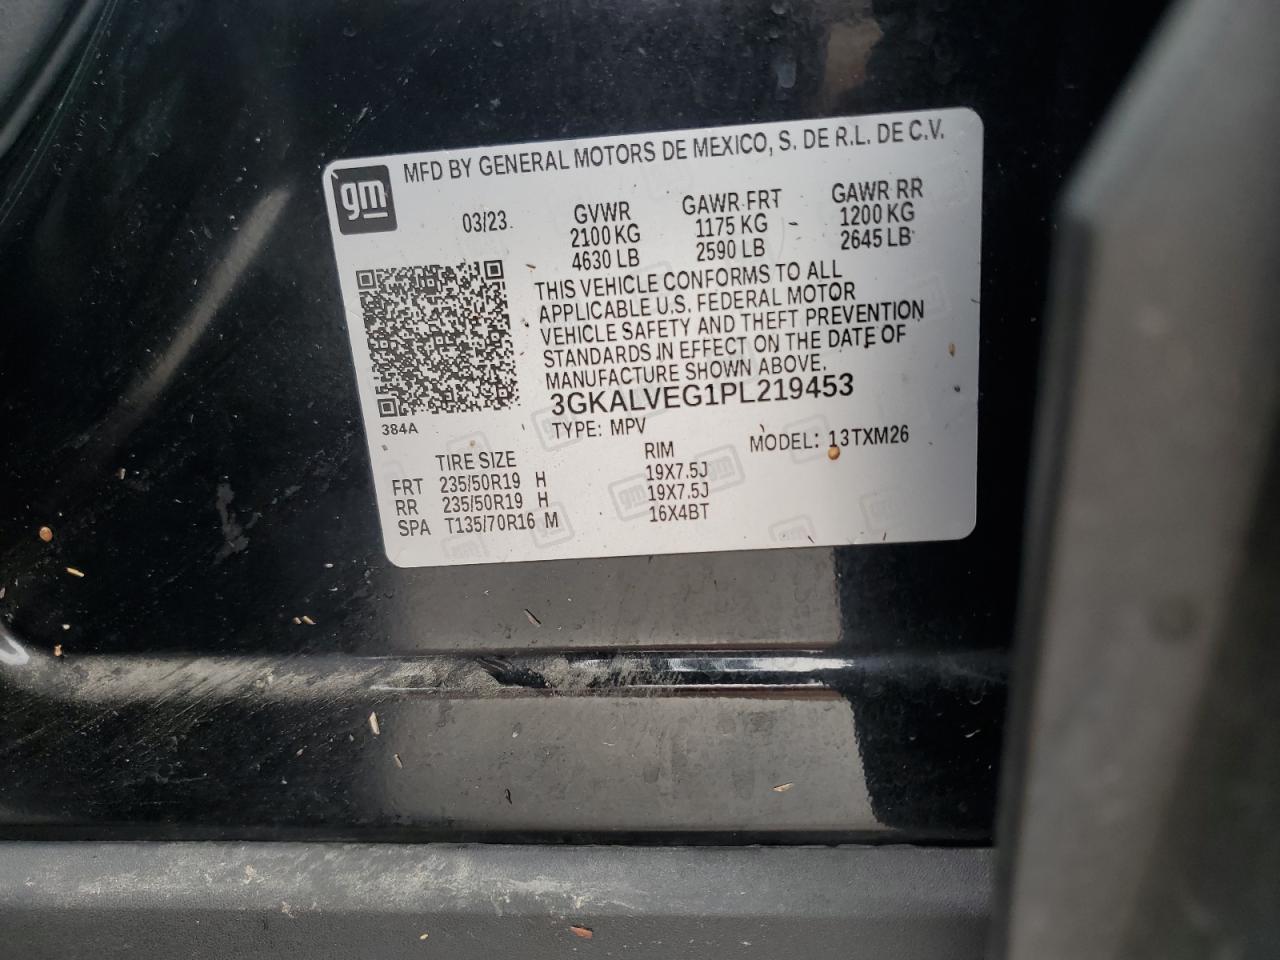 gm MFD BY GENERAL MOTORS DE MEXICO, S. DE R.L. DE C.V.
03/23 GVWR GAWR FRT GAWR RR
2100 KG 1175 KG 1200 KG
4630 LB 2590 LB 2645 LB
THIS VEHICLE CONFORMS TO ALL
APPLICABLE U.S. FEDERAL MOTOR
VEHICLE SAFETY AND THEFT PREVENTION
STANDARDS IN EFFECT ON THE DATE OF
MANUFACTURE SHOWN ABOVE.
3GKALVEG1PL219453
384A
TYPE: MPV MODEL: 13TXM26
TIRE SIZE RIM
FRT 235/50R19 H 19X7.5J
RR 235/50R19 H 19X7.5J
SPA T135/70R16 M 16X4BT